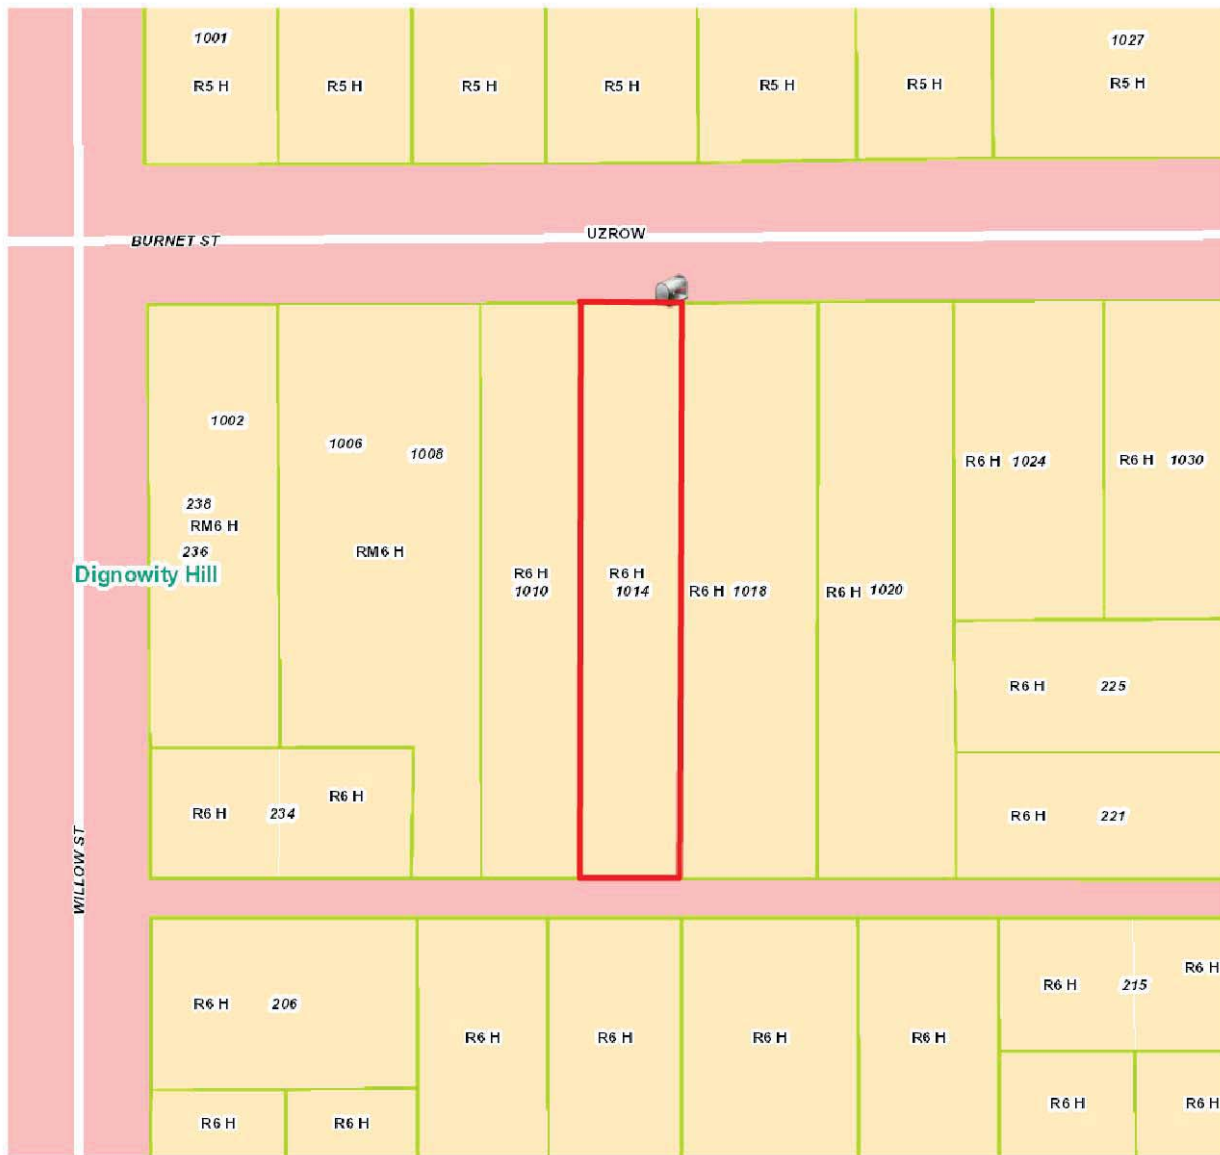 1001
1027
R5 H
R5 H
R5 H
R5 H
R5 H
R5 H
R5 H
BURNET ST
UZROW
1002
1006
1008
R6 H 1024
R6 H 1030
238
RM6 H
236
RM6 H
Dignowity Hill
R6 H
1010
R6 H
1014
R6 H 1018
R6 H 1020
R6 H 225
R6 H
R6 H 234
R6 H 221
WILLOW ST
R6 H
R6 H 206
R6 H 215
R6 H
R6 H
R6 H
R6 H
R6 H
R6 H
R6 H
R6 H